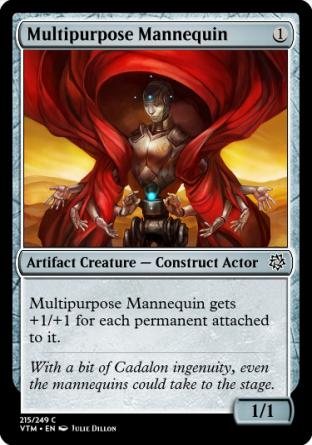 Multipurpose Mannequin 1
Artifact Creature — Construct Actor
Multipurpose Mannequin gets
+1/+1 for each permanent attached
to it.
With a bit of Cadalon ingenuity, even
the mannequins could take to the stage.
215/249 C
VTM • EN Julie Dillon
1/1